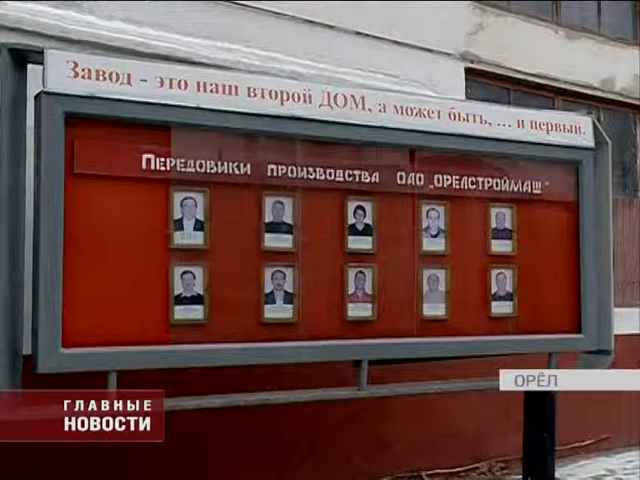 Завод - это наш второй ДОМ, а может быть, ... и первый.
ПЕРЕДОВИКИ ПРОИЗВОДСТВА ОАО „ОРЕЛСТРОЙМАШ"
ОРЁЛ
ГЛАВНЫЕ
НОВОСТИ